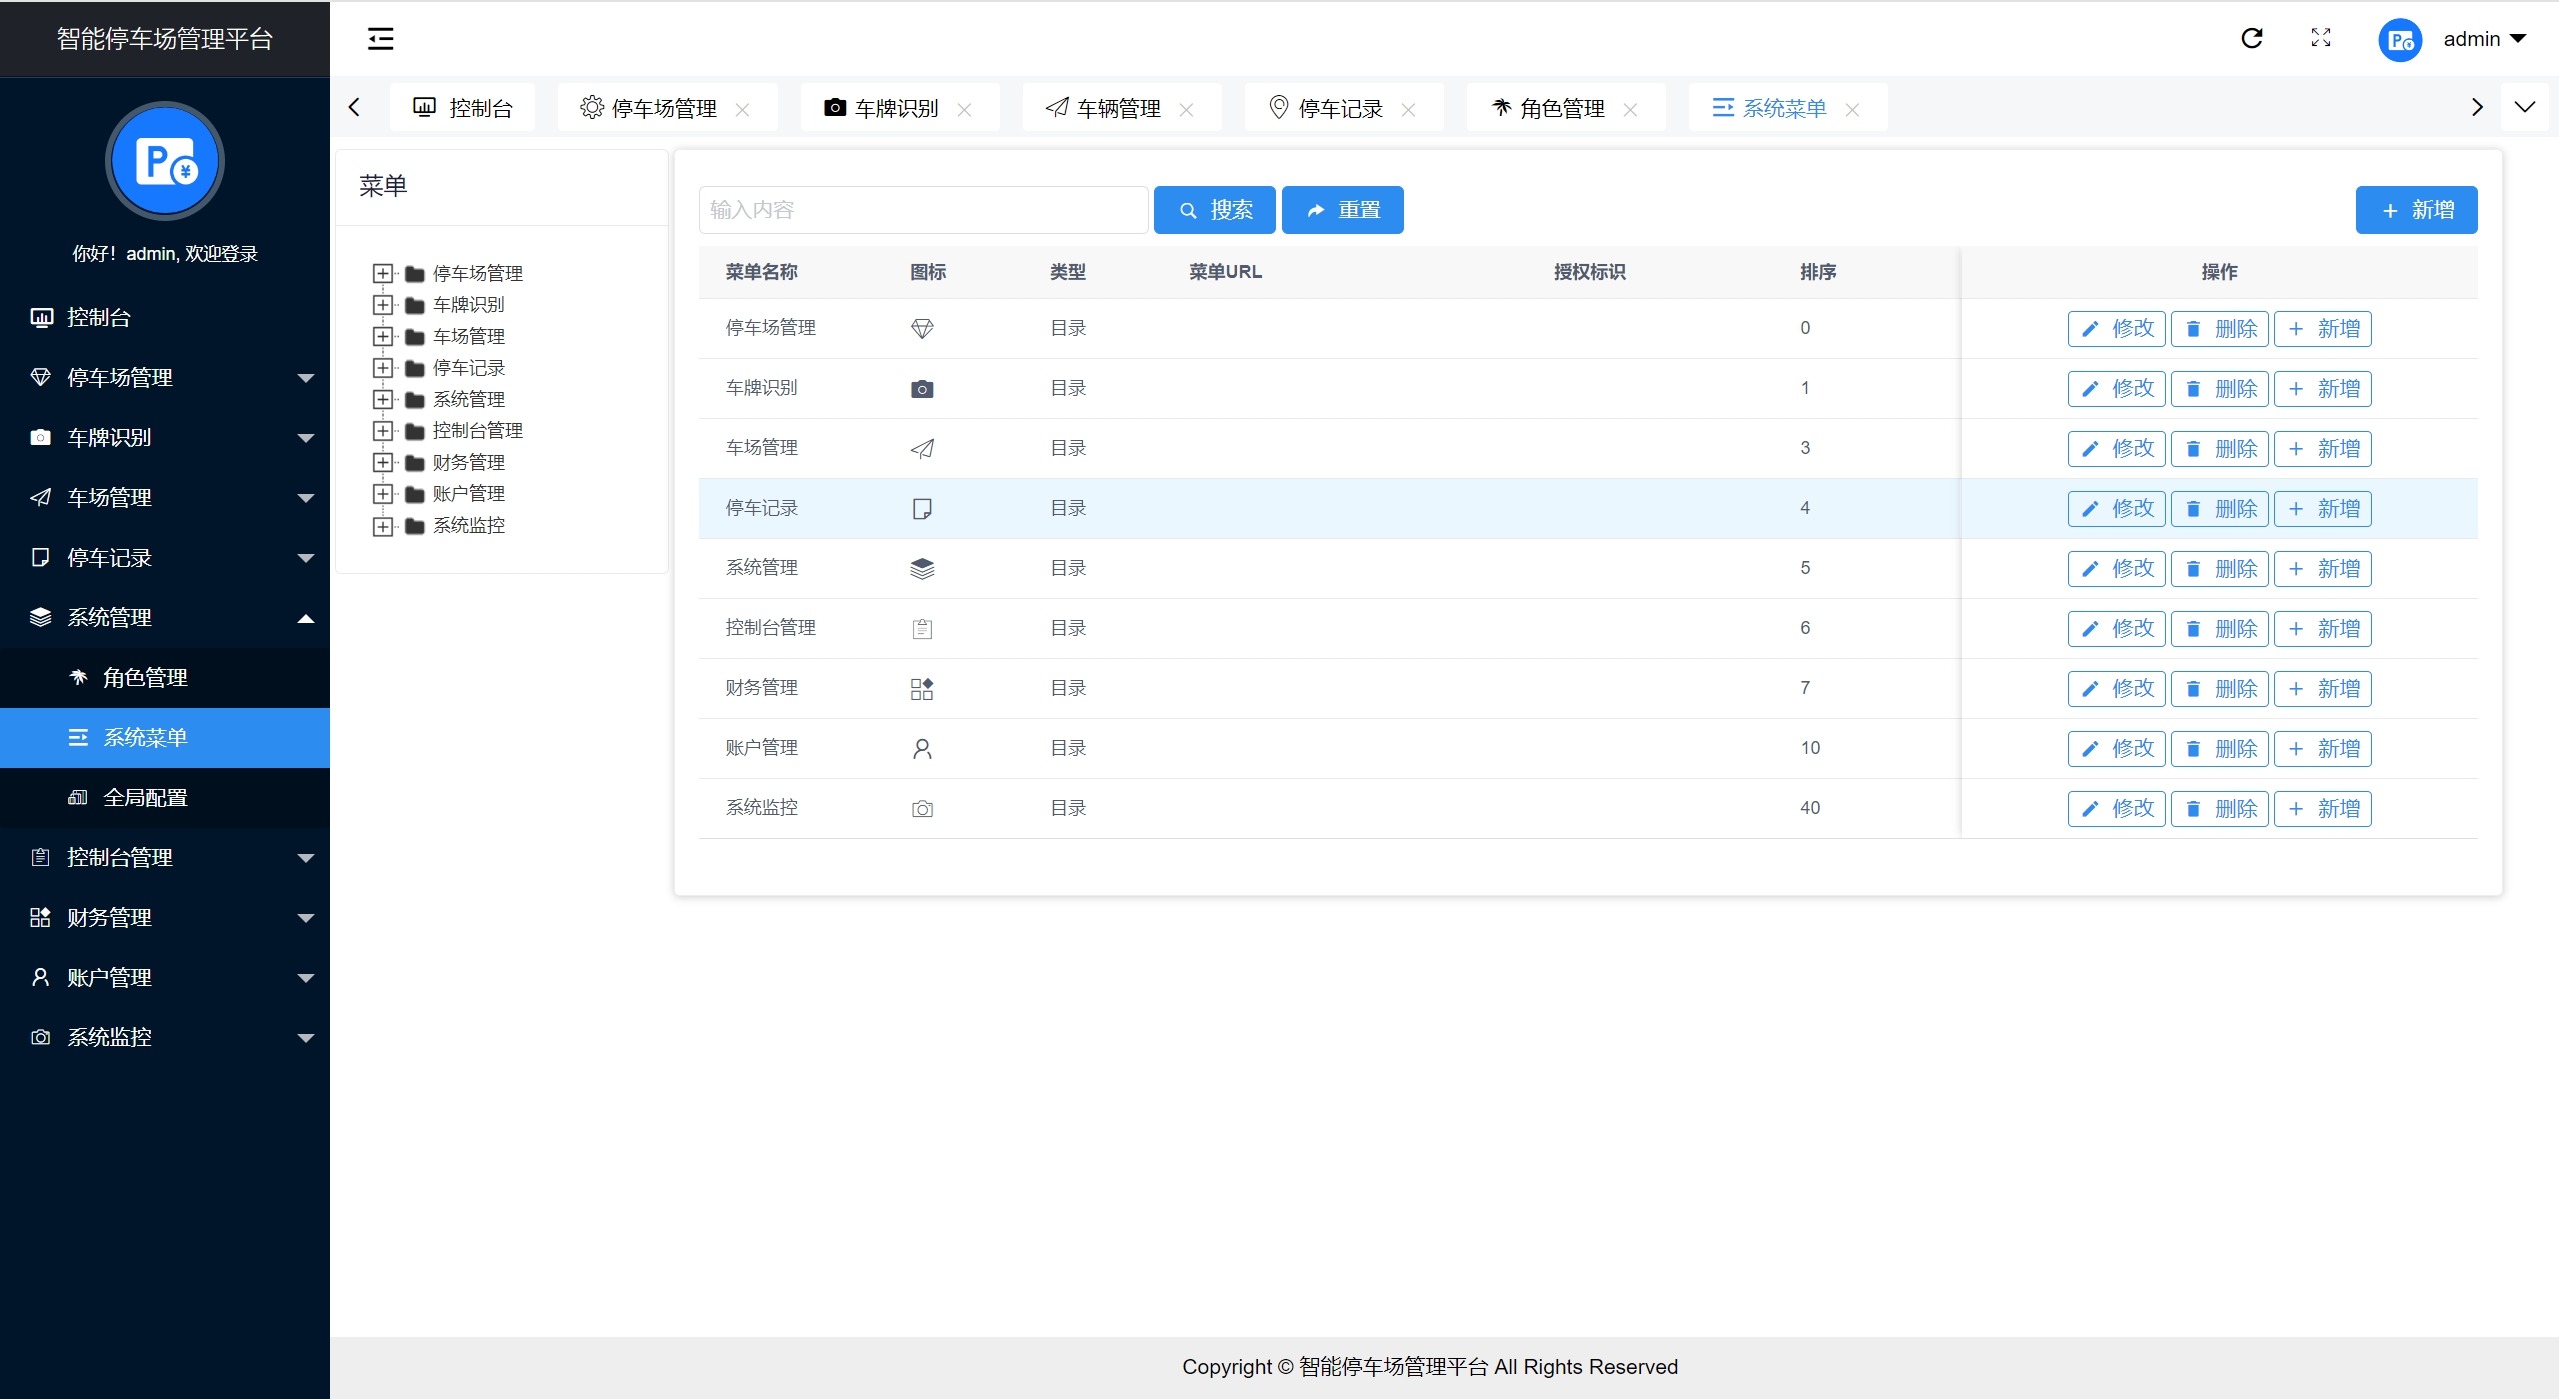 智能停车场管理平台
admin
控制台
停车场管理
车牌识别
车辆管理
停车记录
角色管理
系统菜单
你好！admin, 欢迎登录
控制台
停车场管理
车牌识别
车场管理
停车记录
系统管理
角色管理
系统菜单
全局配置
控制台管理
财务管理
账户管理
系统监控
菜单
停车场管理
车牌识别
车场管理
停车记录
系统管理
控制台管理
财务管理
账户管理
系统监控
输入内容 搜索 重置 新增
菜单名称 图标 类型 菜单URL 授权标识 排序 操作
停车场管理 目录 0 修改 删除 新增
车牌识别 目录 1 修改 删除 新增
车场管理 目录 3 修改 删除 新增
停车记录 目录 4 修改 删除 新增
系统管理 目录 5 修改 删除 新增
控制台管理 目录 6 修改 删除 新增
财务管理 目录 7 修改 删除 新增
账户管理 目录 10 修改 删除 新增
系统监控 目录 40 修改 删除 新增
Copyright © 智能停车场管理平台 All Rights Reserved